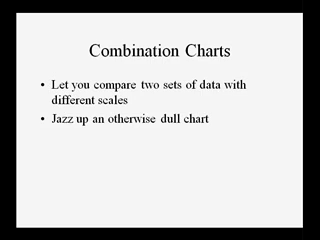 Combination Charts
• Let you compare two sets of data with
different scales
• Jazz up an otherwise dull chart